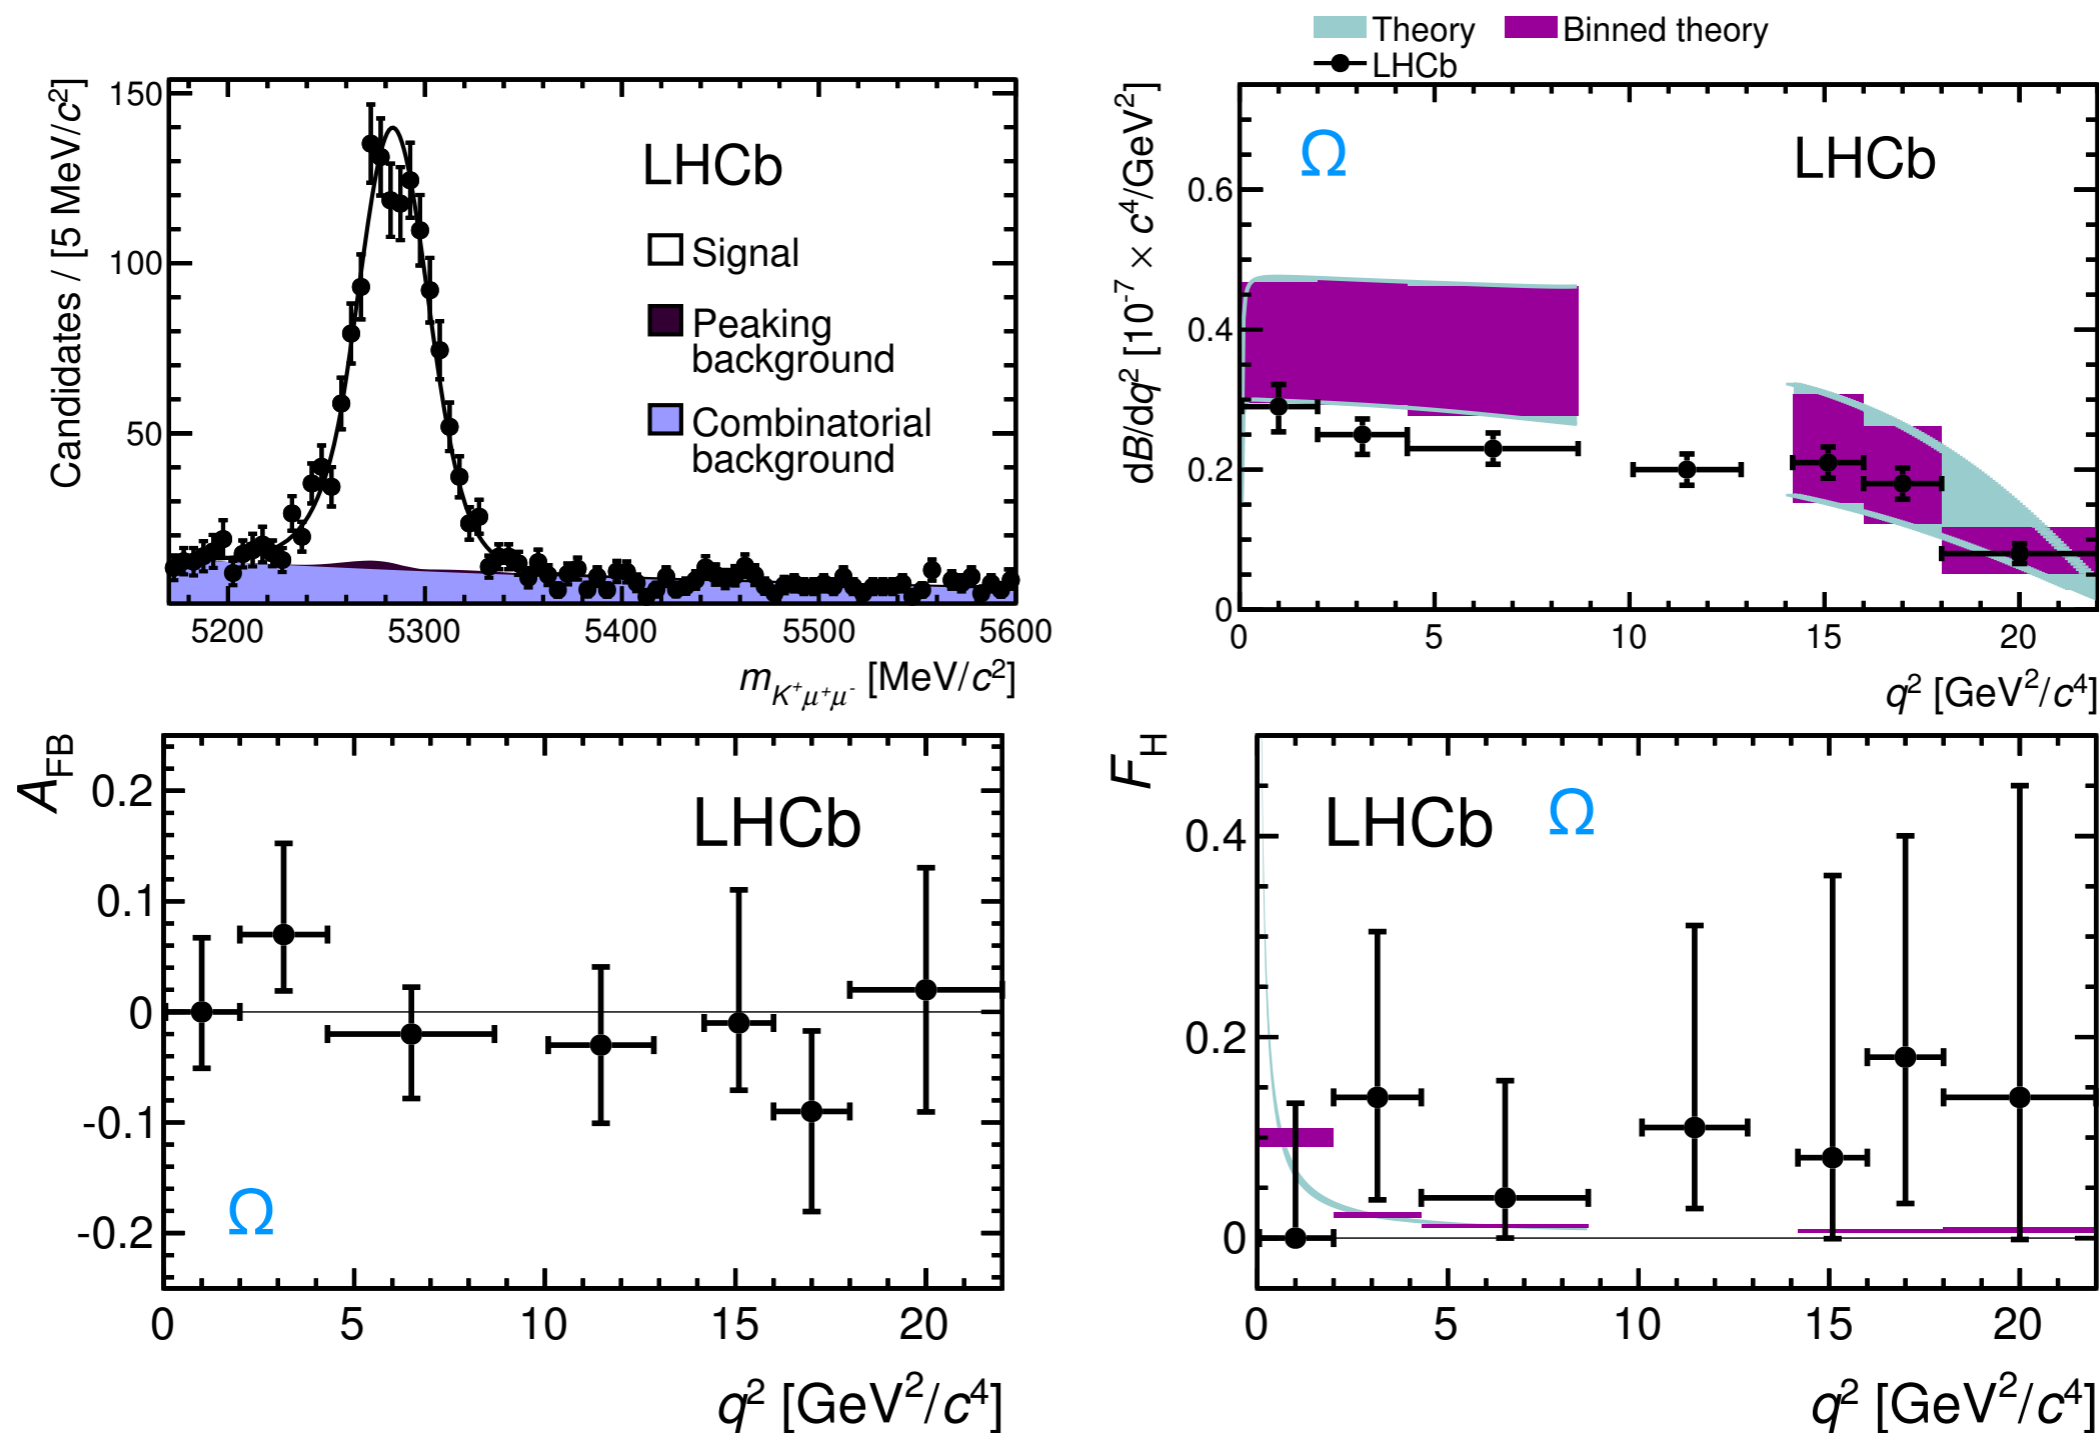 Candidates / [5 MeV/c²]
150
100
50
LHCb
Signal
Peaking
background
Combinatorial
background
5200
5300
5400
5500
5600
m_{K⁺μ⁺μ⁻} [MeV/c²]
Theory
Binned theory
LHCb
dB/dq² [10⁻⁷ × c⁴/GeV²]
Ω
LHCb
0.6
0.4
0.2
0
0
5
10
15
20
q² [GeV²/c⁴]
A_{FB}
0.2
0.1
0
-0.1
-0.2
LHCb
Ω
0
5
10
15
20
q² [GeV²/c⁴]
F_H
0.4
0.2
0
LHCb
Ω
0
5
10
15
20
q² [GeV²/c⁴]